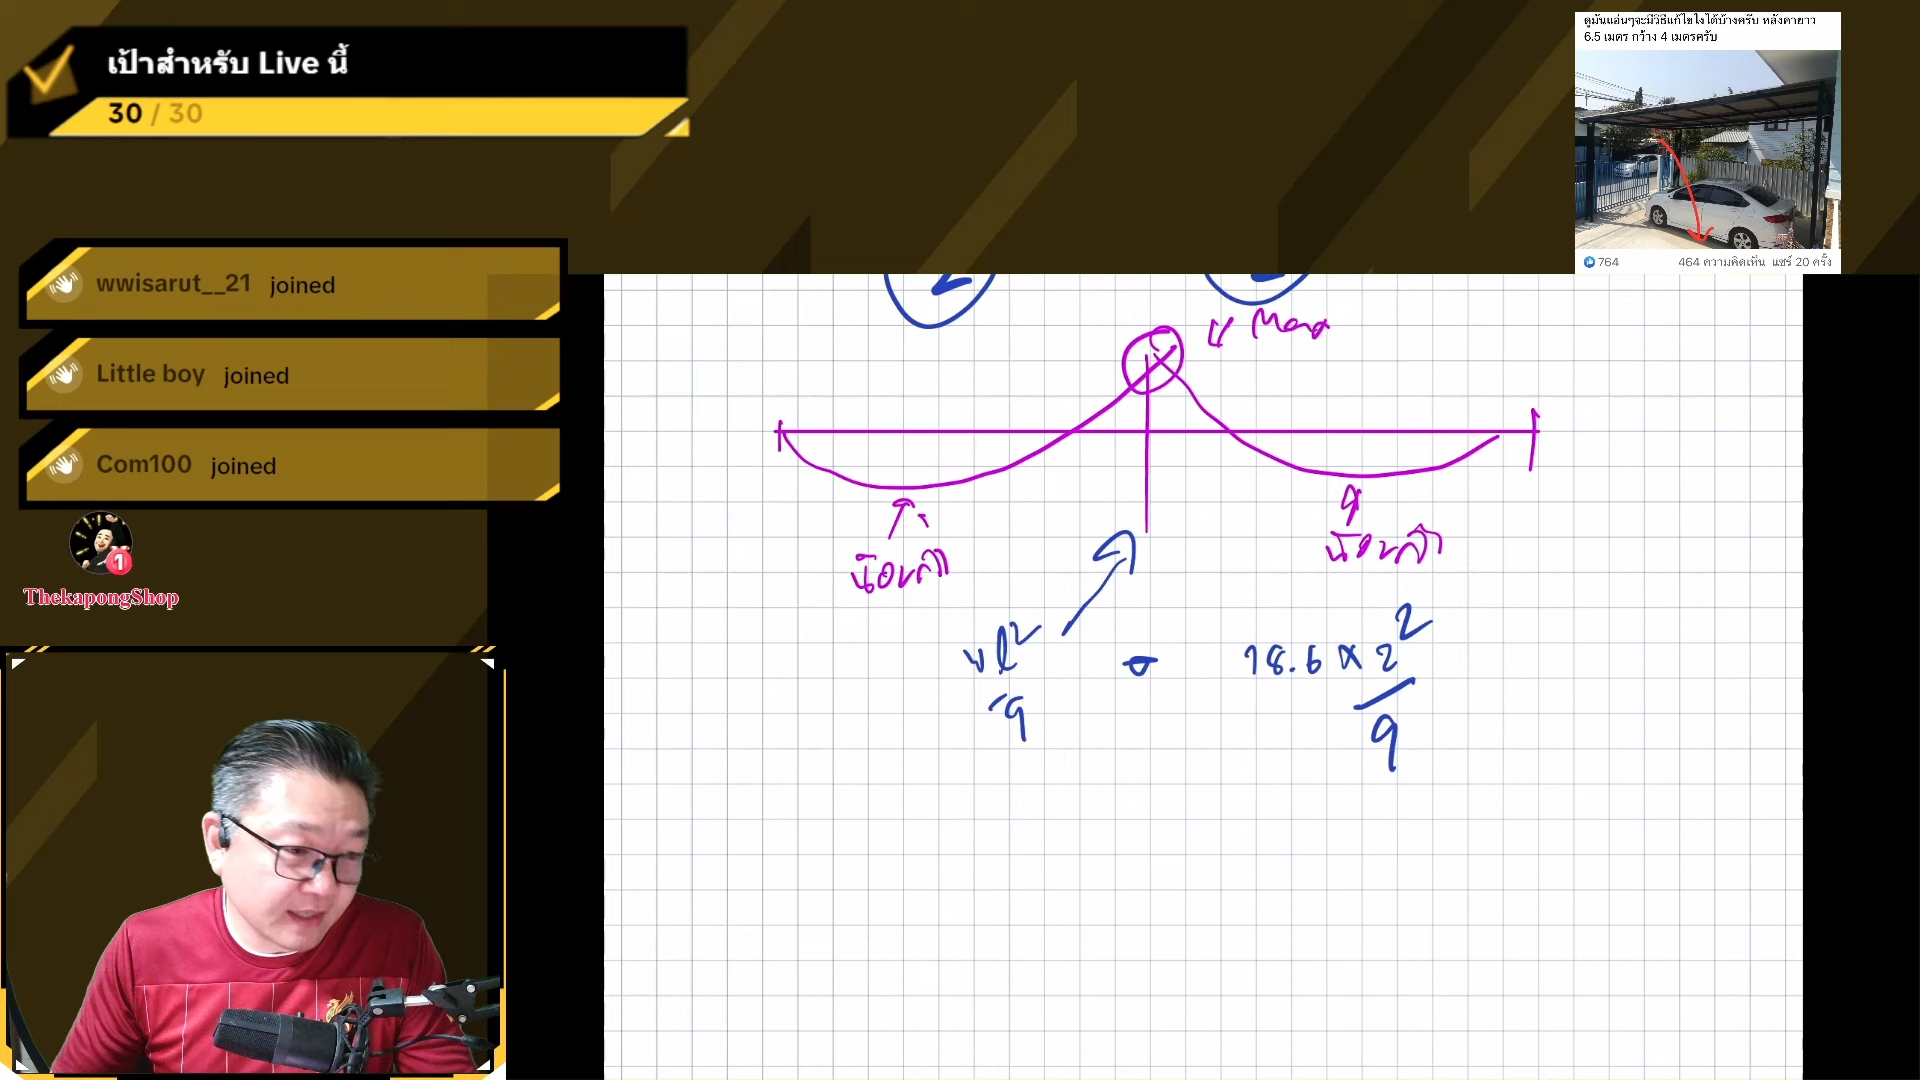 เป้าสำหรับ Live นี้
30 / 30
ดูมันแอ่นๆจะมีวิธีแก้ไขไงได้บ้างครับ หลังคายาว
6.5 เมตร กว้าง 4 เมตรครับ
764 464 ความคิดเห็น แชร์ 20 ครั้ง
wwisarut__21 joined
Little boy joined
Com100 joined
1
ThekapongShop
2
M max
น้อยกว่า
น้อยกว่า
wl²
9
=
18.6 x 2²
9